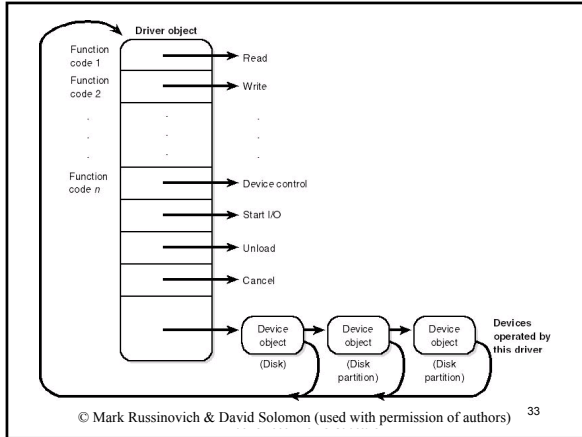 Driver object
Function
code 1
Read
Function
code 2
Write
. . .
. . .
. . .
Function
code n
Device control
Start I/O
Unload
Cancel
Device
object
Device
object
Device
object
(Disk)
(Disk
partition)
(Disk
partition)
Devices
operated by
this driver
© Mark Russinovich & David Solomon (used with permission of authors)
33